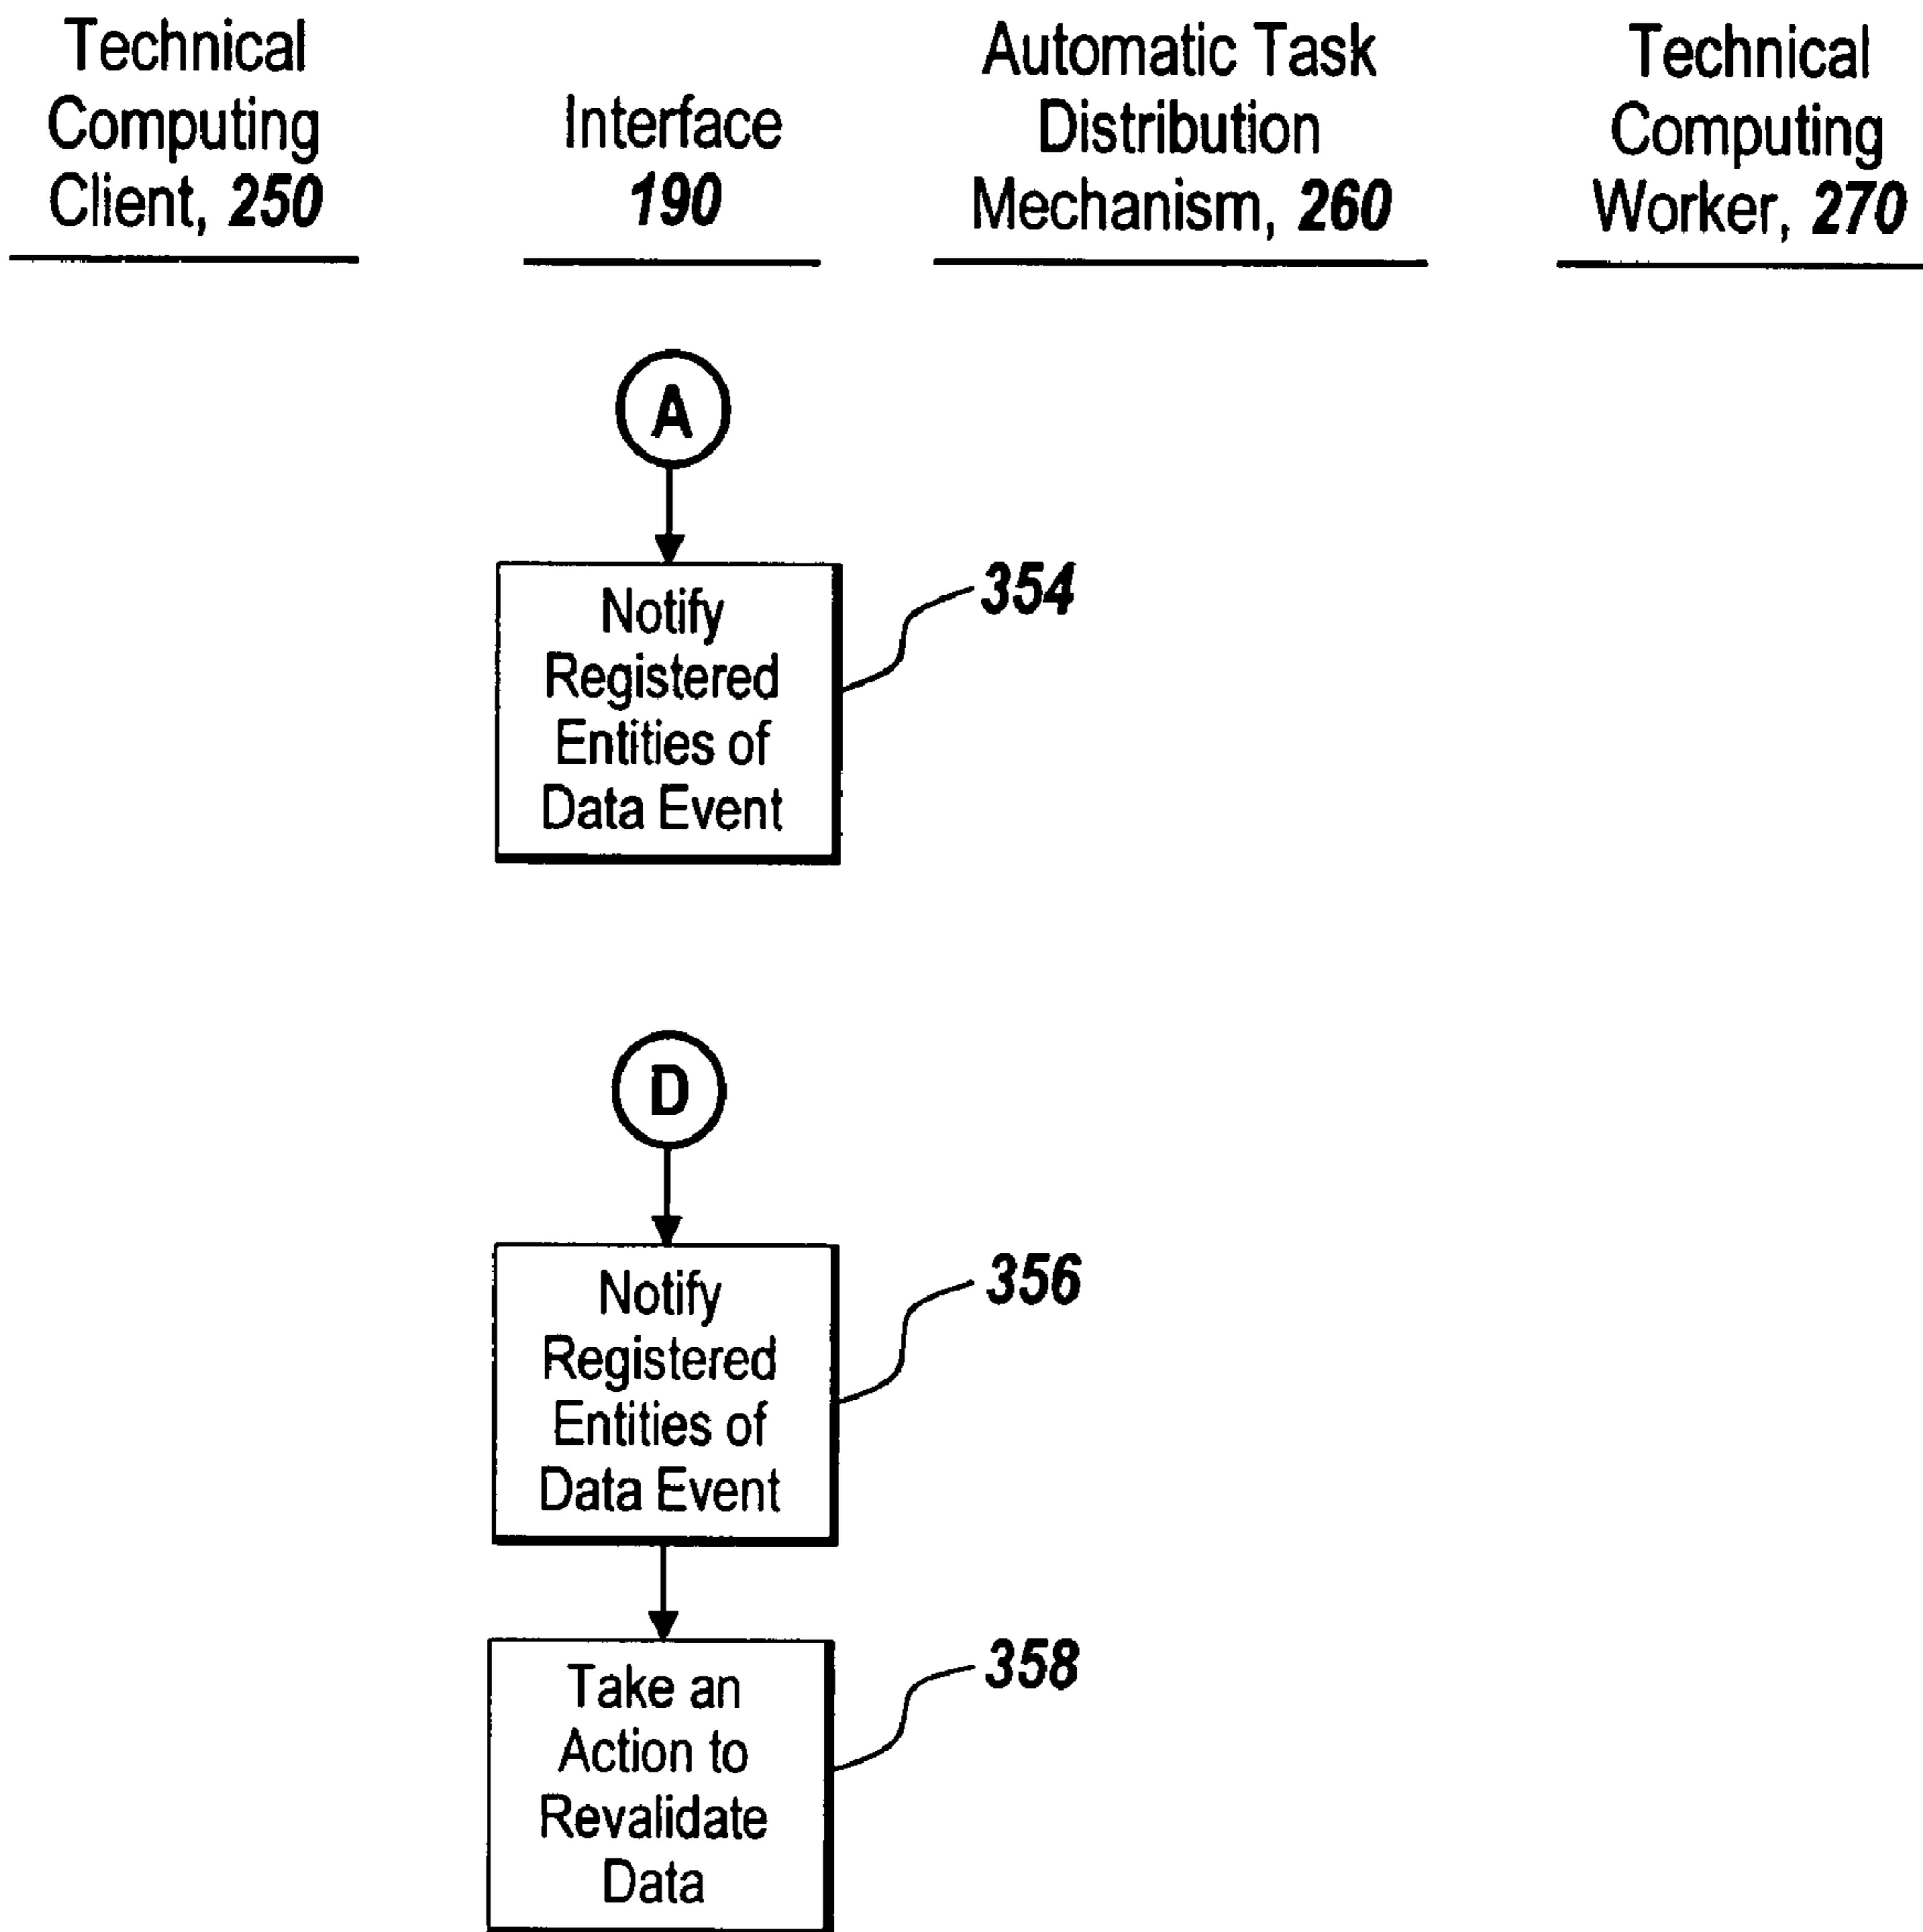 Technical
Computing
Client, 250
Interface
190
Automatic Task
Distribution
Mechanism, 260
Technical
Computing
Worker, 270
A
Notify
Registered
Entities of
Data Event
354
D
Notify
Registered
Entities of
Data Event
356
Take an
Action to
Revalidate
Data
358